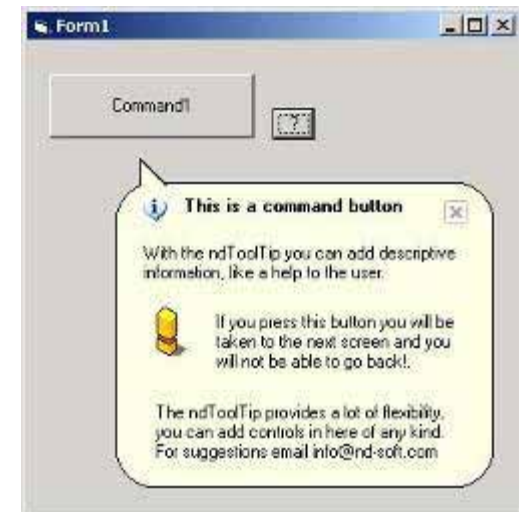 Form1
Command1
?
This is a command button
With the ndToolTip you can add descriptive
information, like a help to the user.
If you press this button you will be
taken to the next screen and you
will not be able to go back!.
The ndToolTip provides a lot of flexibility,
you can add controls in here of any kind.
For suggestions email info@nd-soft.com